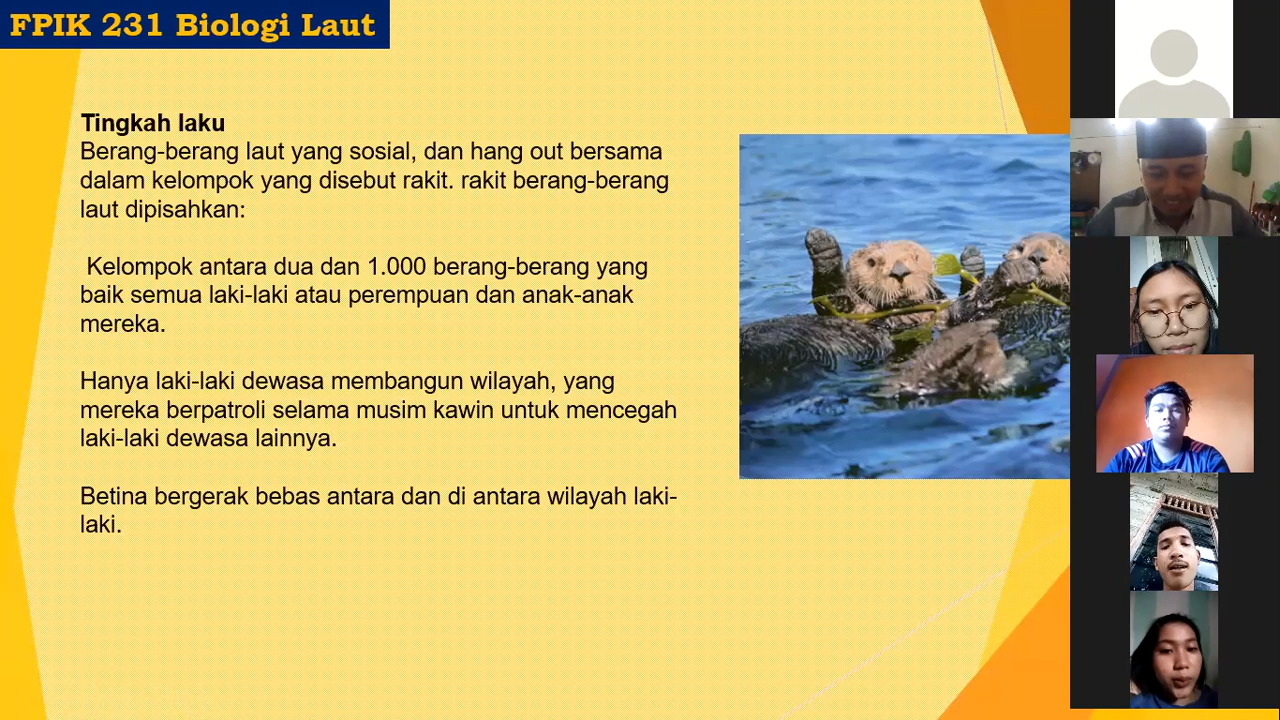 FPIK 231 Biologi Laut
Tingkah laku
Berang-berang laut yang sosial, dan hang out bersama
dalam kelompok yang disebut rakit. rakit berang-berang
laut dipisahkan:
Kelompok antara dua dan 1.000 berang-berang yang
baik semua laki-laki atau perempuan dan anak-anak
mereka.
Hanya laki-laki dewasa membangun wilayah, yang
mereka berpatroli selama musim kawin untuk mencegah
laki-laki dewasa lainnya.
Betina bergerak bebas antara dan di antara wilayah laki-
laki.